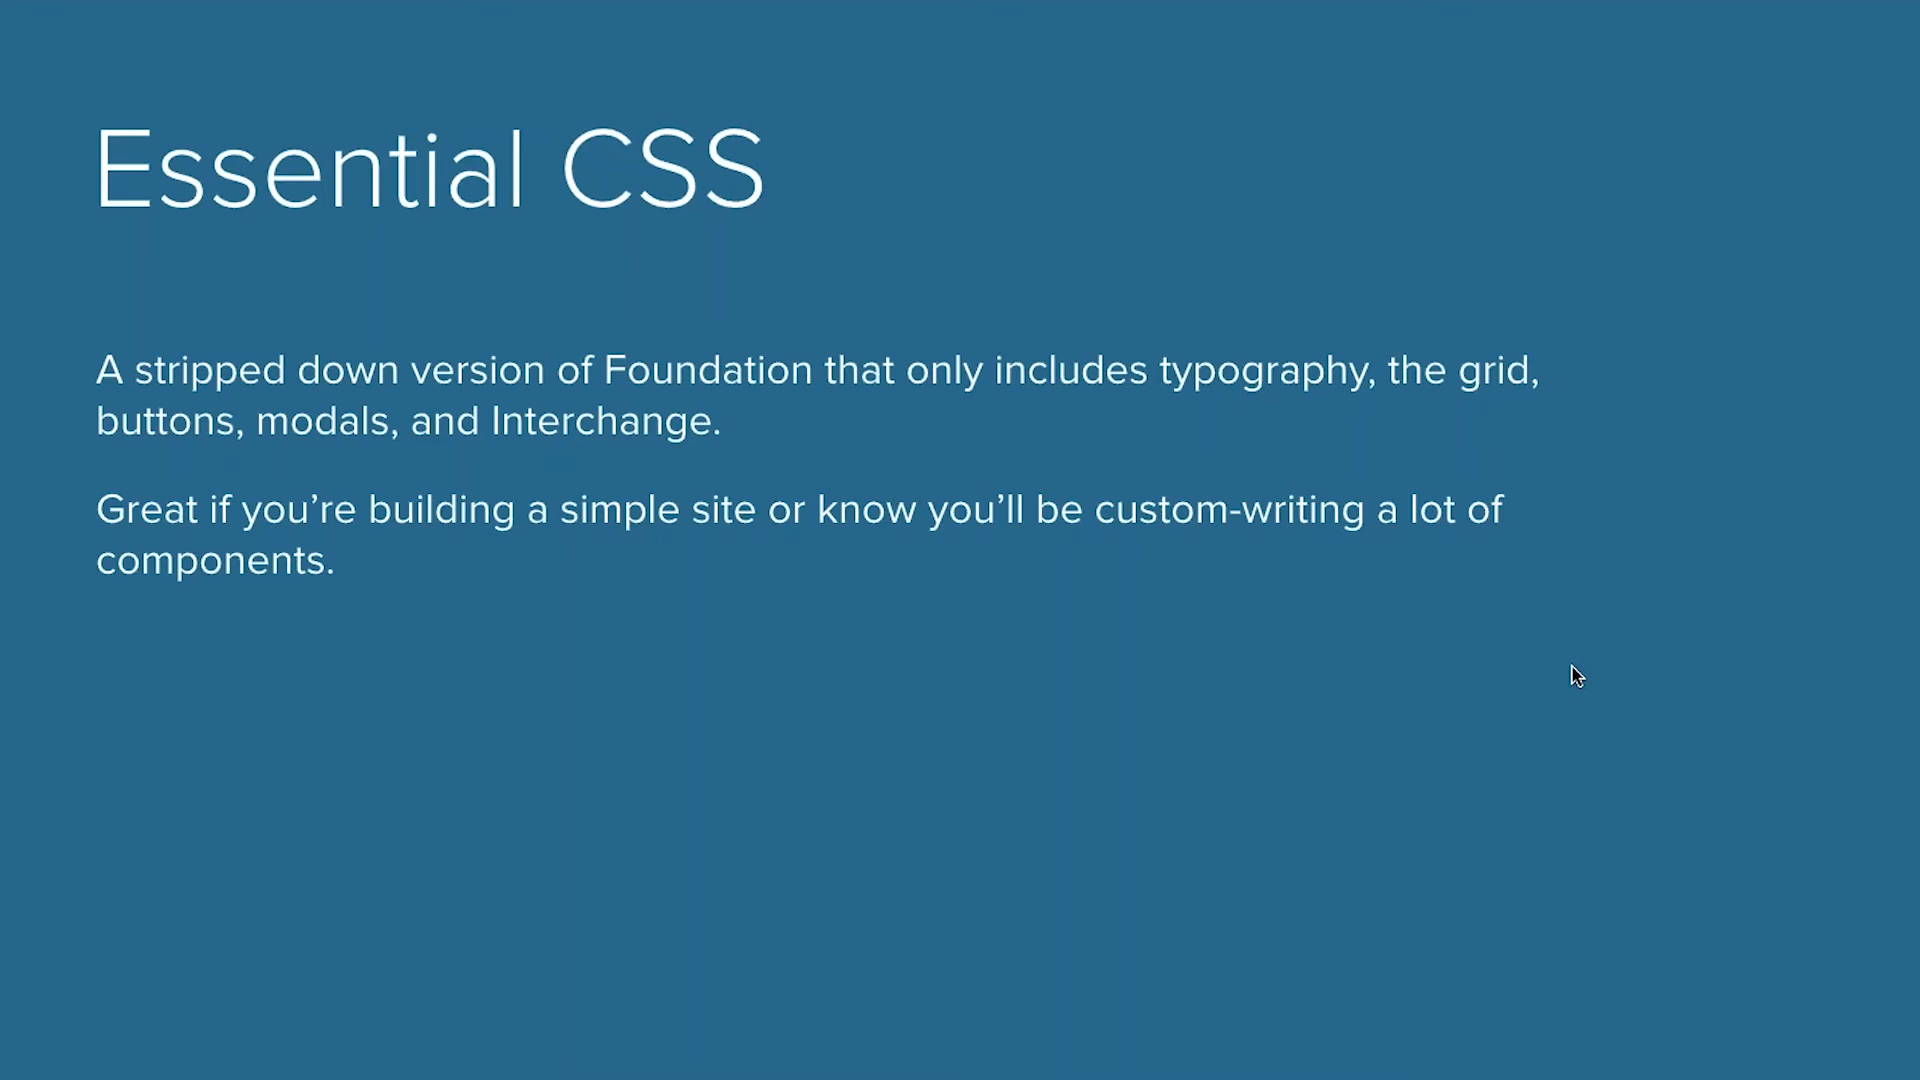 Essential CSS
A stripped down version of Foundation that only includes typography, the grid,
buttons, modals, and Interchange.
Great if you’re building a simple site or know you’ll be custom-writing a lot of
components.